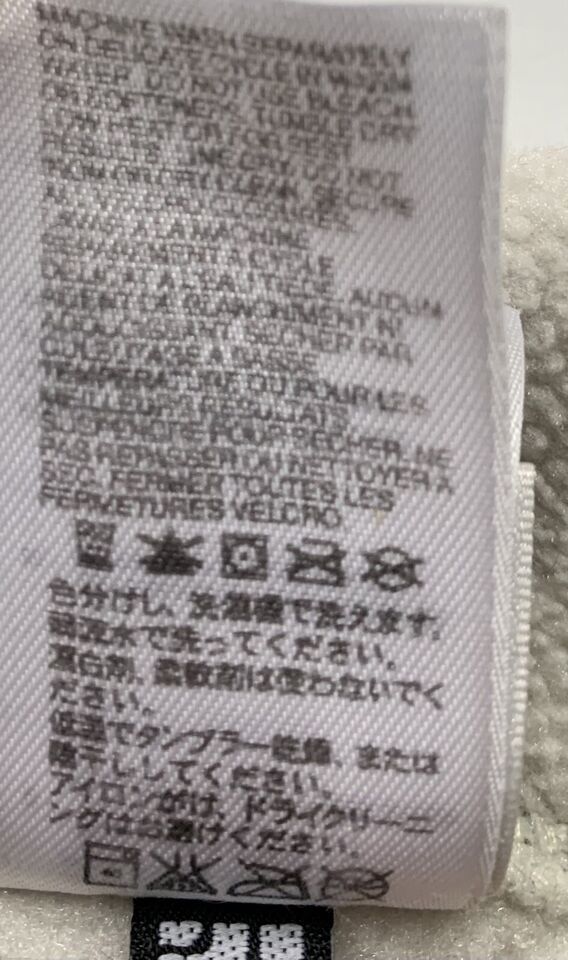 MACHINE WASH SEPARATELY
ON DELICATE CYCLE IN WARM
WATER. DO NOT USE BLEACH
OR SOFTENER. TUMBLE DRY
LOW HEAT OR FOR BEST
RESULTS, LINE DRY. DO NOT
IRON OR DRY CLEAN. SECURE
CLOSURES.
LAVER À LA MACHINE
SÉPARÉMENT À CYCLE
DÉLICAT À L'EAU TIÈDE. AUCUN
AGENT DE BLANCHIMENT NI
ADOUCISSANT. SÉCHER PAR
CULBUTAGE À BASSE
TEMPÉRATURE OU POUR LES
MEILLEURS RÉSULTATS
SUSPENDRE POUR SÉCHER. NE
PAS REPASSER OU NETTOYER À
SEC. FERMER TOUTES LES
FERMETURES VELCRO
色分けし、洗濯機で洗えます。
弱流水で洗ってください。
漂白剤、柔軟剤は使わないでく
ださい。
低温でタンブラー乾燥、または
陰干ししてください。
アイロンがけ、ドライクリーニ
ングはお避けください。